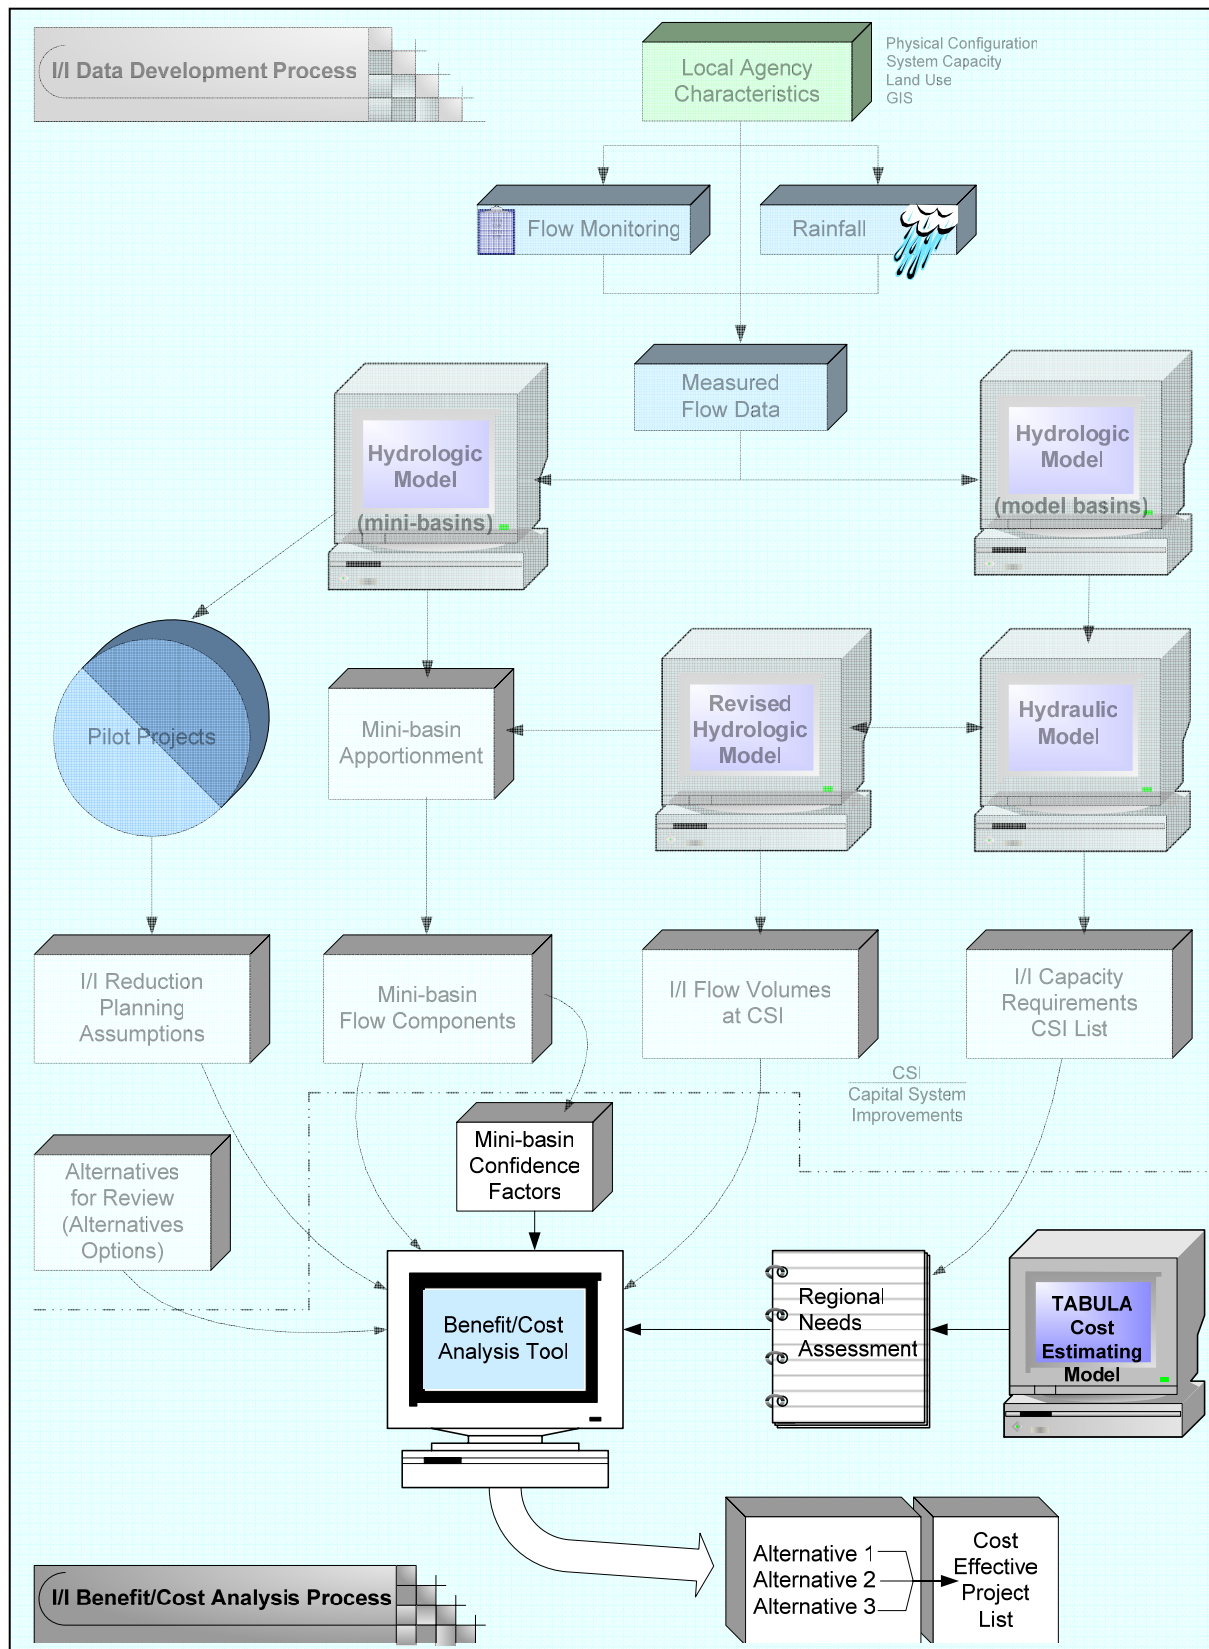 I/I Data Development Process
Local Agency
Characteristics
Physical Configuration
System Capacity
Land Use
GIS
Flow Monitoring
Rainfall
Measured
Flow Data
Hydrologic
Model
(mini-basins)
Hydrologic
Model
(model basins)
Pilot Projects
Mini-basin
Apportionment
Revised
Hydrologic
Model
Hydraulic
Model
I/I Reduction
Planning
Assumptions
Mini-basin
Flow Components
I/I Flow Volumes
at CSI
I/I Capacity
Requirements
CSI List
CSI
Capital System
Improvements
Mini-basin
Confidence
Factors
Alternatives
for Review
(Alternatives
Options)
Benefit/Cost
Analysis Tool
Regional
Needs
Assessment
TABULA
Cost
Estimating
Model
Alternative 1
Alternative 2
Alternative 3
Cost
Effective
Project
List
I/I Benefit/Cost Analysis Process